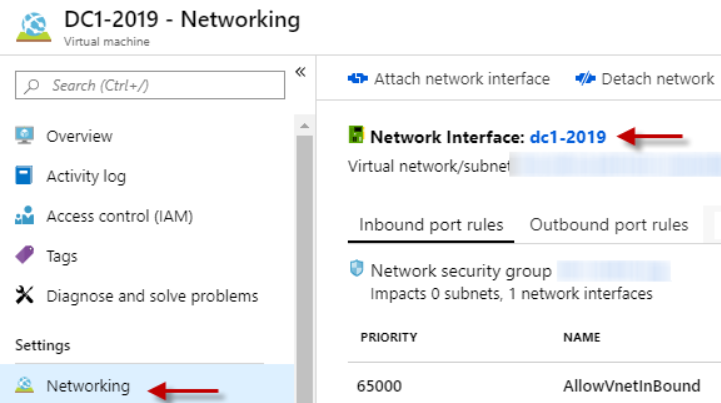 DC1-2019 - Networking
Virtual machine
Search (Ctrl+/)
«
Overview
Activity log
Access control (IAM)
Tags
Diagnose and solve problems
Settings
Networking
Attach network interface
Detach network
Network Interface: dc1-2019
Virtual network/subnet
Inbound port rules
Outbound port rules
Network security group
Impacts 0 subnets, 1 network interfaces
PRIORITY NAME
65000 AllowVnetInBound